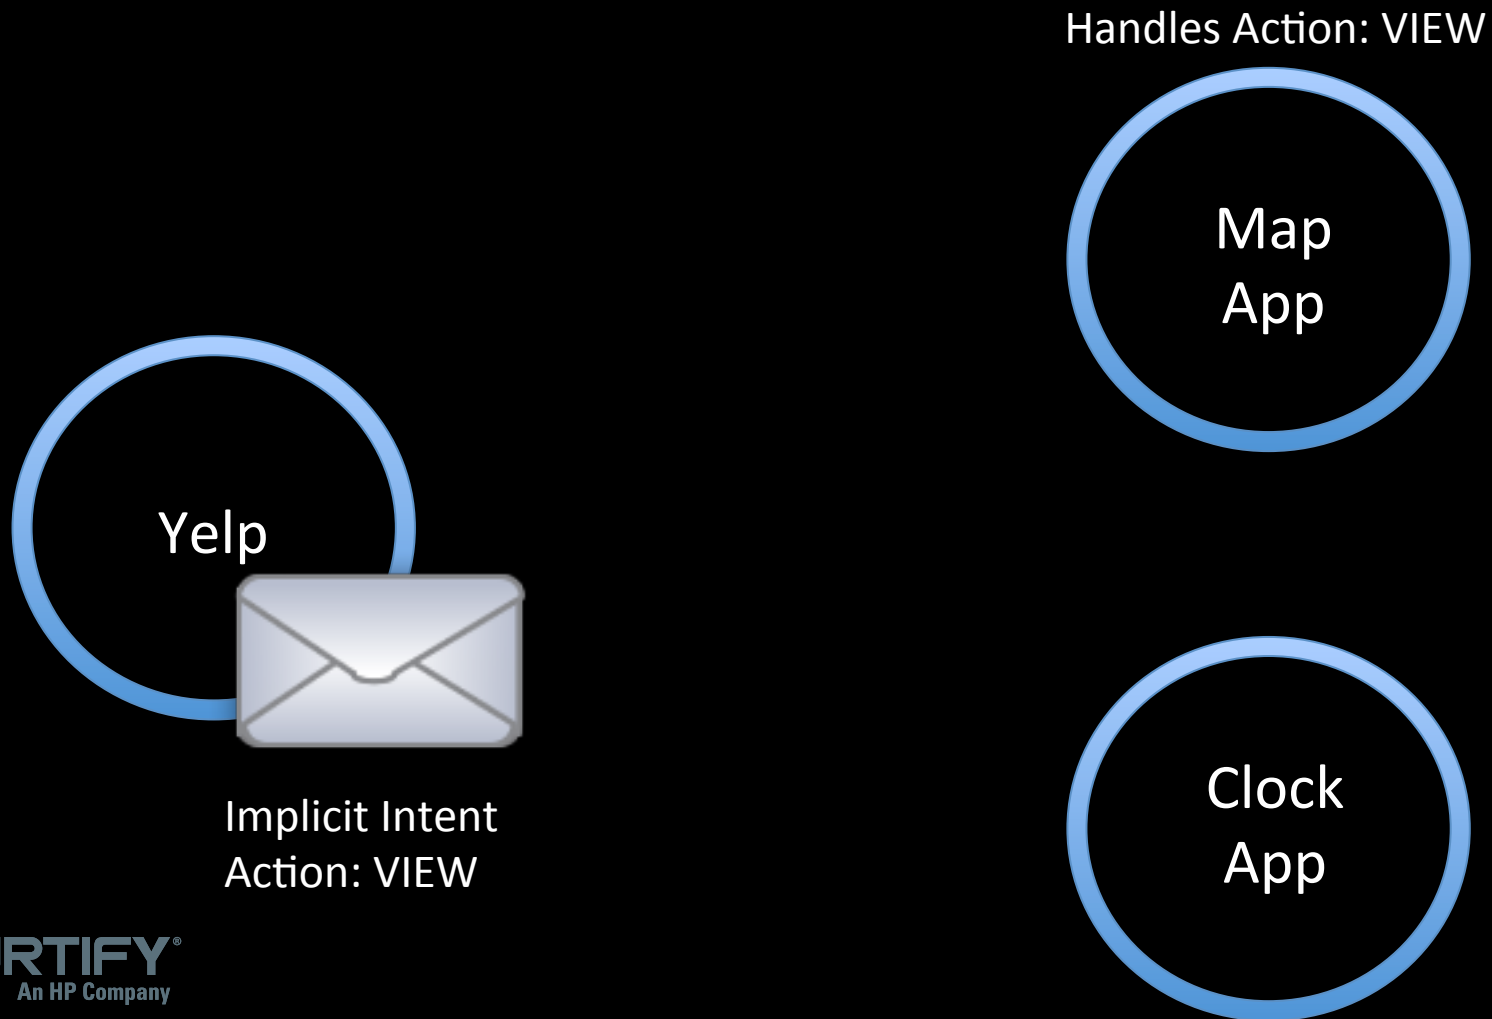 Handles Action: VIEW
Map
App
Yelp
Implicit Intent
Action: VIEW
Clock
App
RTIFY®
An HP Company